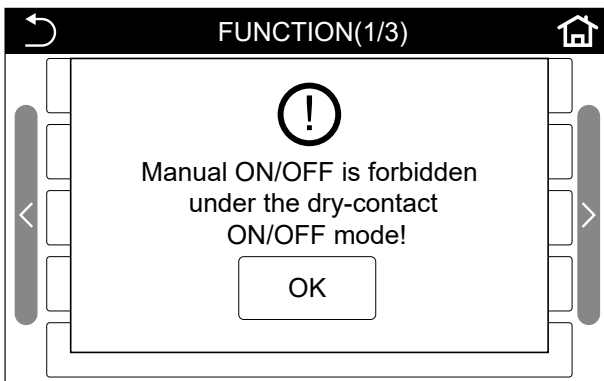 FUNCTION(1/3)
Manual ON/OFF is forbidden
under the dry-contact
ON/OFF mode!
OK